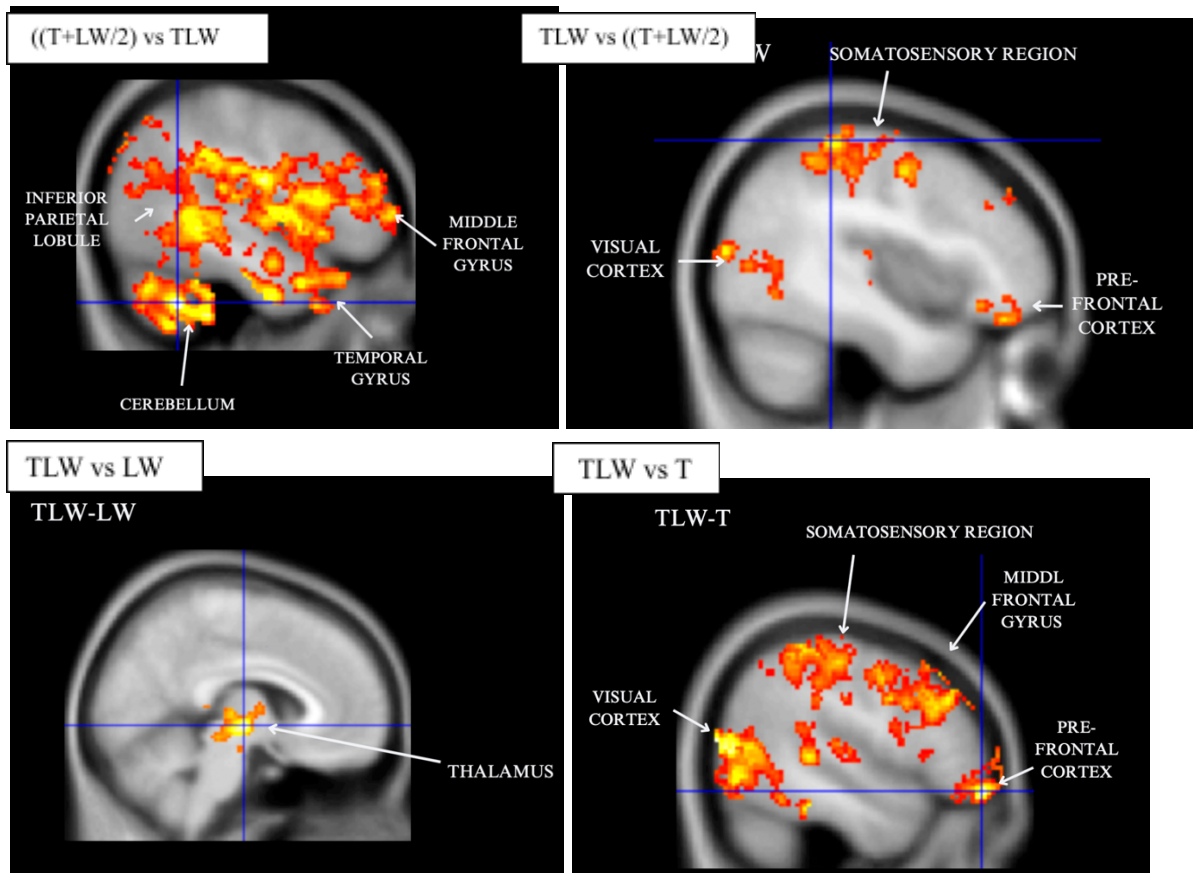 ((T+LW/2) vs TLW
INFERIOR
PARIETAL
LOBULE
MIDDLE
FRONTAL
GYRUS
TEMPORAL
GYRUS
CEREBELLUM
TLW vs ((T+LW/2)
W
SOMATOSENSORY REGION
VISUAL
CORTEX
PRE-
FRONTAL
CORTEX
TLW vs LW
TLW-LW
THALAMUS
TLW vs T
TLW-T
SOMATOSENSORY REGION
MIDDL
FRONTAL
GYRUS
VISUAL
CORTEX
PRE-
FRONTAL
CORTEX